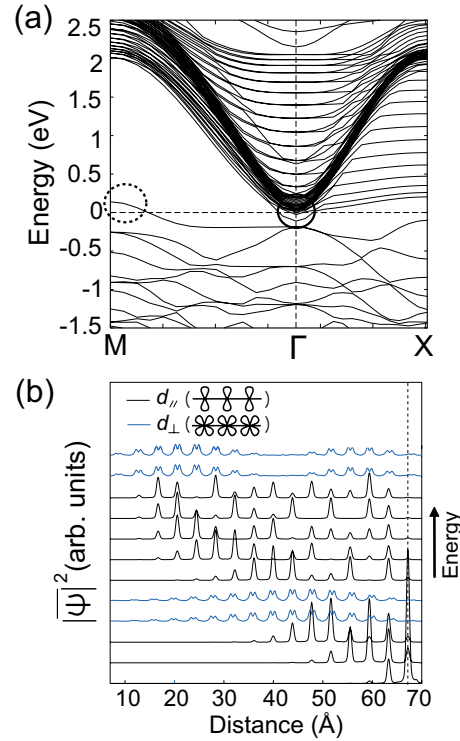 (a)
2.5
2
1.5
1
0.5
0
-0.5
-1
-1.5
Energy (eV)
M Γ X
(b)
d// ( )
d⊥ ( )
|ψ|² (arb. units)
Energy
10 20 30 40 50 60 70
Distance (Å)